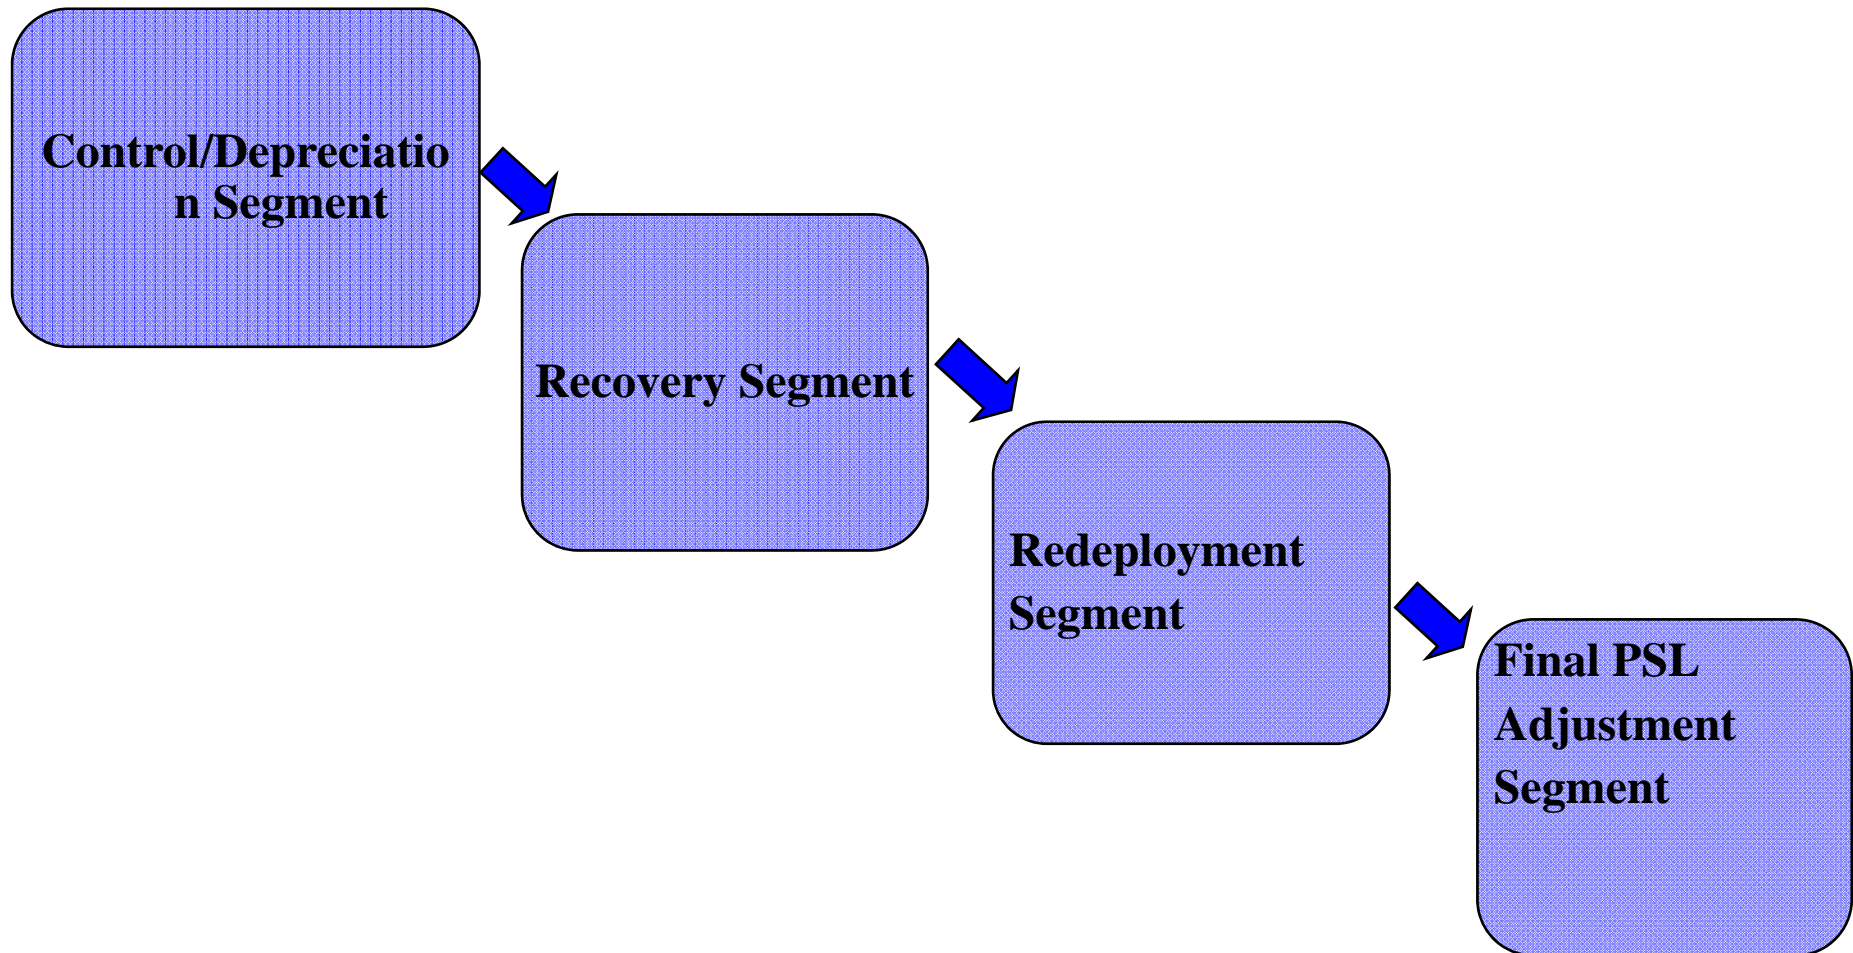 Control/Depreciatio
n Segment
Recovery Segment
Redeployment
Segment
Final PSL
Adjustment
Segment